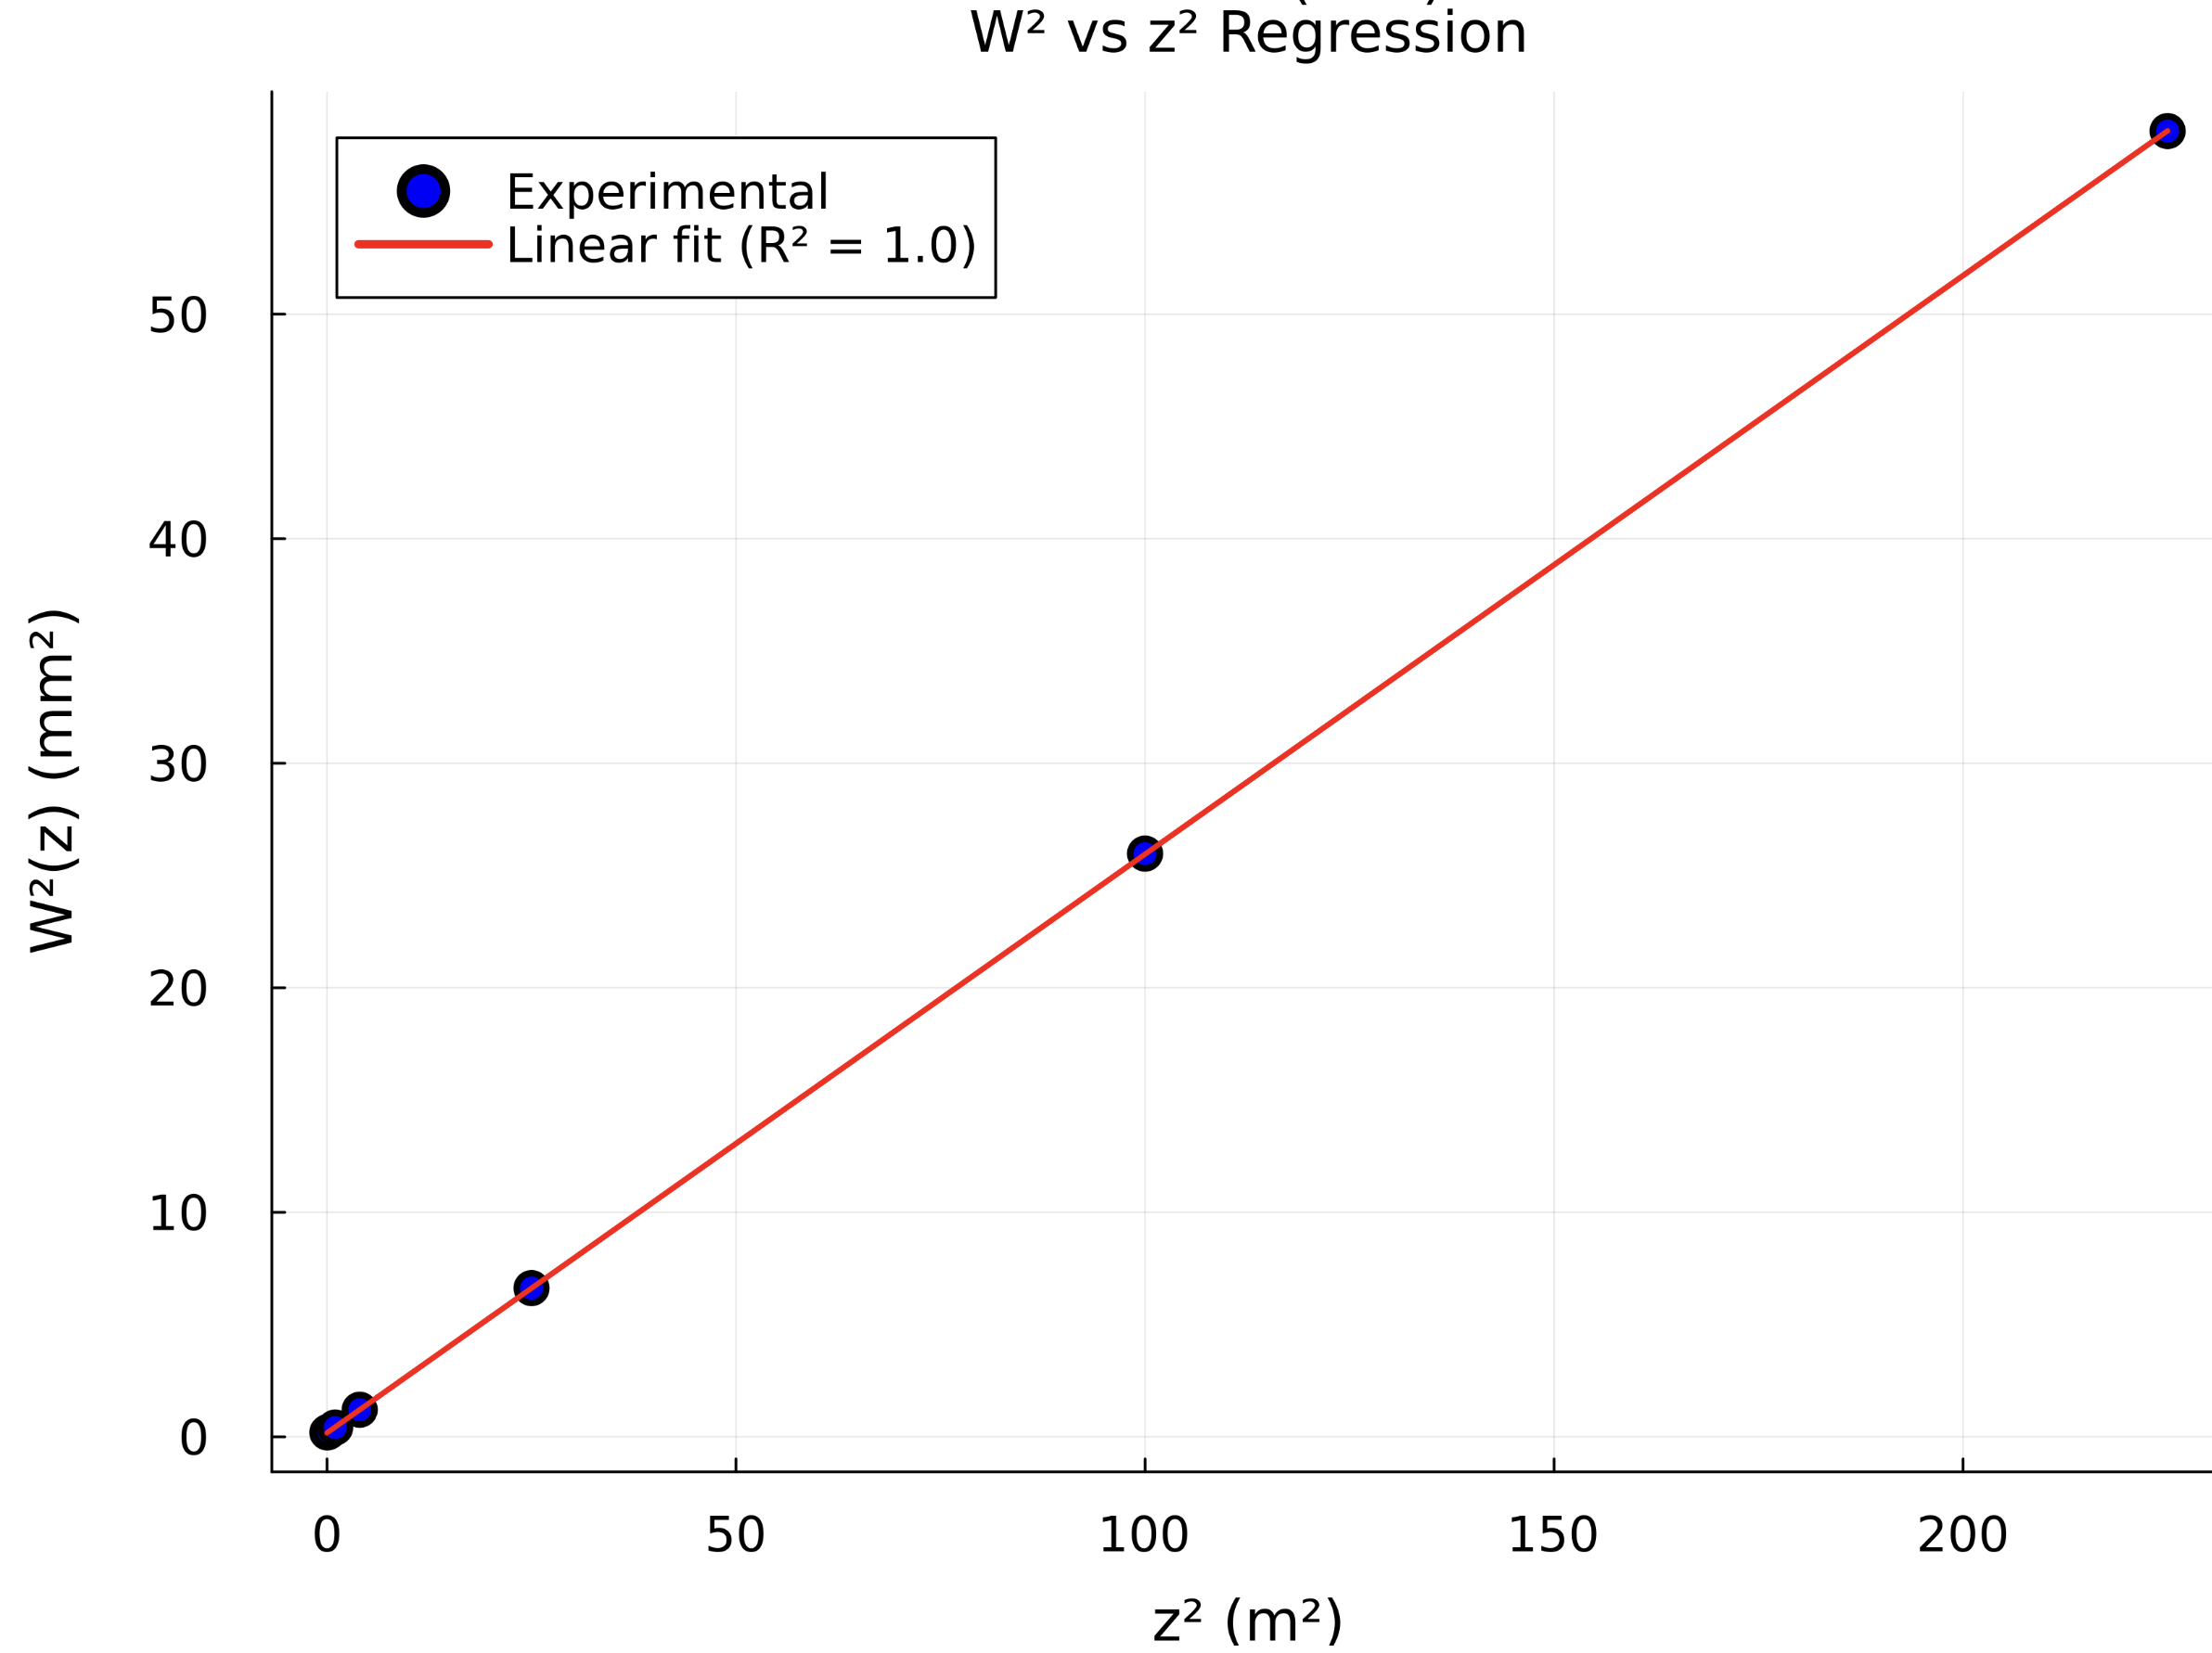 W² vs z² Regression
Experimental
Linear fit (R² = 1.0)
50
40
30
20
10
0
W²(z) (mm²)
0 50 100 150 200
z² (m²)